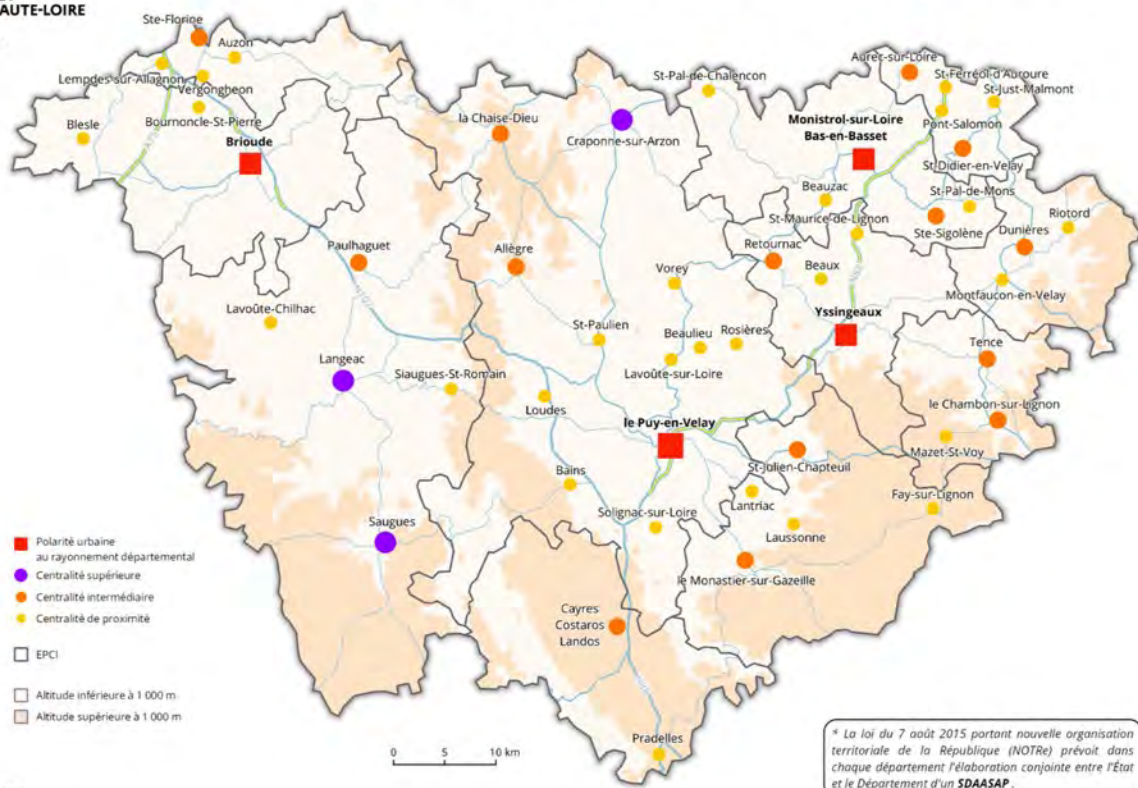 AUTE-LOIRE
Ste-Florine
Auzon
Lempdes-sur-Allagnon
Vergongheon
Bournoncle-St-Pierre
Blesle
Brioude
la Chaise-Dieu
St-Pal-de-Chalencon
Craponne-sur-Arzon
Aurec-sur-Loire
St-Ferréol-d'Auroure
St-Just-Malmont
Monistrol-sur-Loire
Bas-en-Basset
Pont-Salomon
St-Didier-en-Velay
Beauzac
St-Pal-de-Mons
St-Maurice-de-Lignon
Ste-Sigolène
Riotord
Dunières
Paulhaguet
Allègre
Retournac
Vorey
Beaux
Montfaucon-en-Velay
Lavoûte-Chilhac
Yssingeaux
St-Paulien
Beaulieu
Rosières
Tence
Langeac
Siaugues-St-Romain
Lavoûte-sur-Loire
Loudes
le Chambon-sur-Lignon
le Puy-en-Velay
Mazet-St-Voy
Bains
St-Julien-Chapteuil
Lantriac
Fay-sur-Lignon
Saugues
Solignac-sur-Loire
Laussonne
le Monastier-sur-Gazeille
Cayres
Costaros
Landos
Pradelles
Polarité urbaine
au rayonnement départemental
Centralité supérieure
Centralité intermédiaire
Centralité de proximité
EPCI
Altitude inférieure à 1 000 m
Altitude supérieure à 1 000 m
0 5 10 km
* La loi du 7 août 2015 portant nouvelle organisation
territoriale de la République (NOTRe) prévoit dans
chaque département l'élaboration conjointe entre l'État
et le Département d'un SDAASAP .